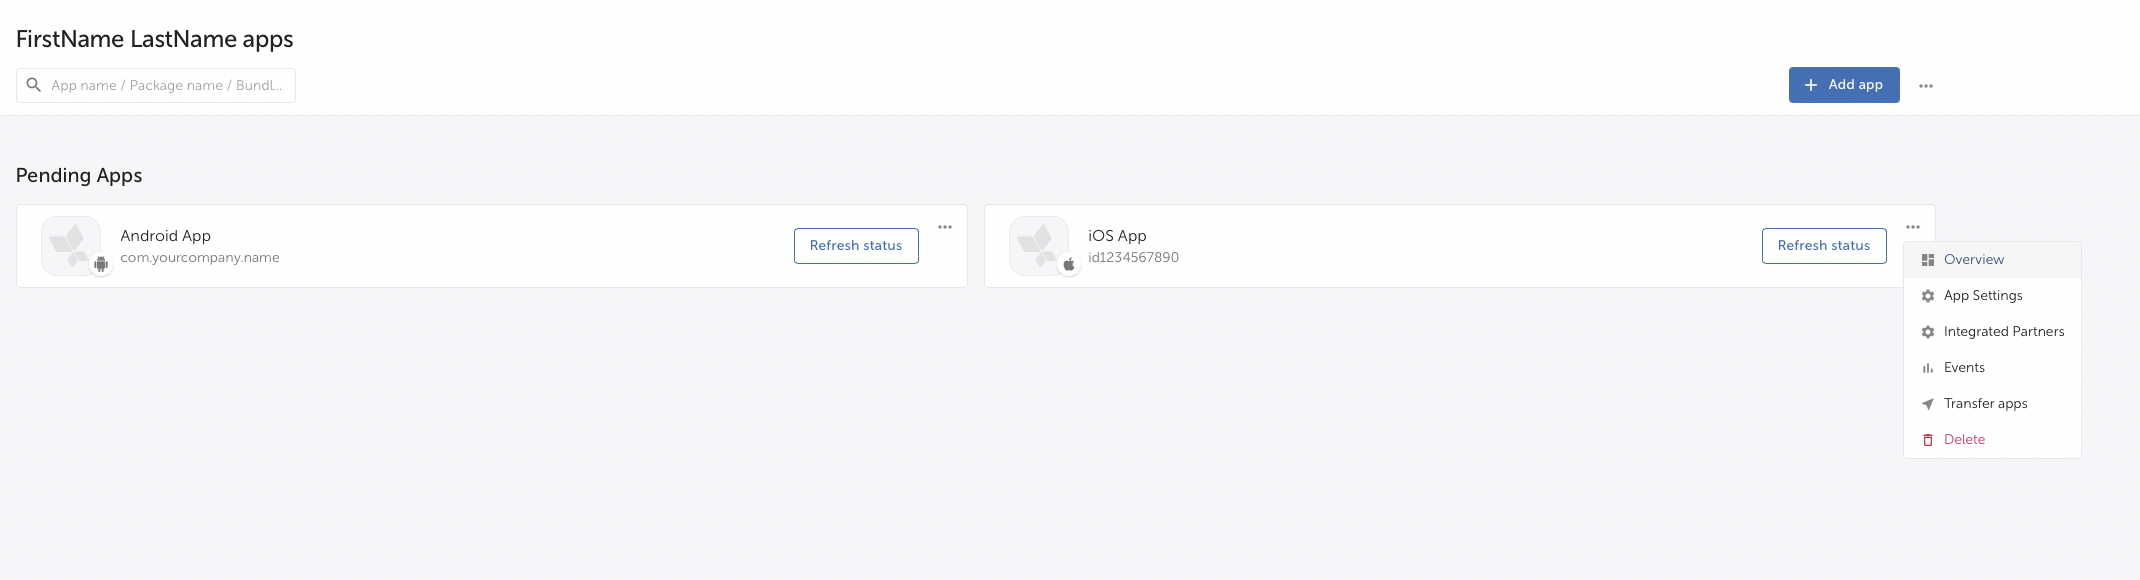 FirstName LastName apps
App name / Package name / Bundl...
Add app
Pending Apps
Android App
com.yourcompany.name
Refresh status
iOS App
id1234567890
Refresh status
Overview
App Settings
Integrated Partners
Events
Transfer apps
Delete